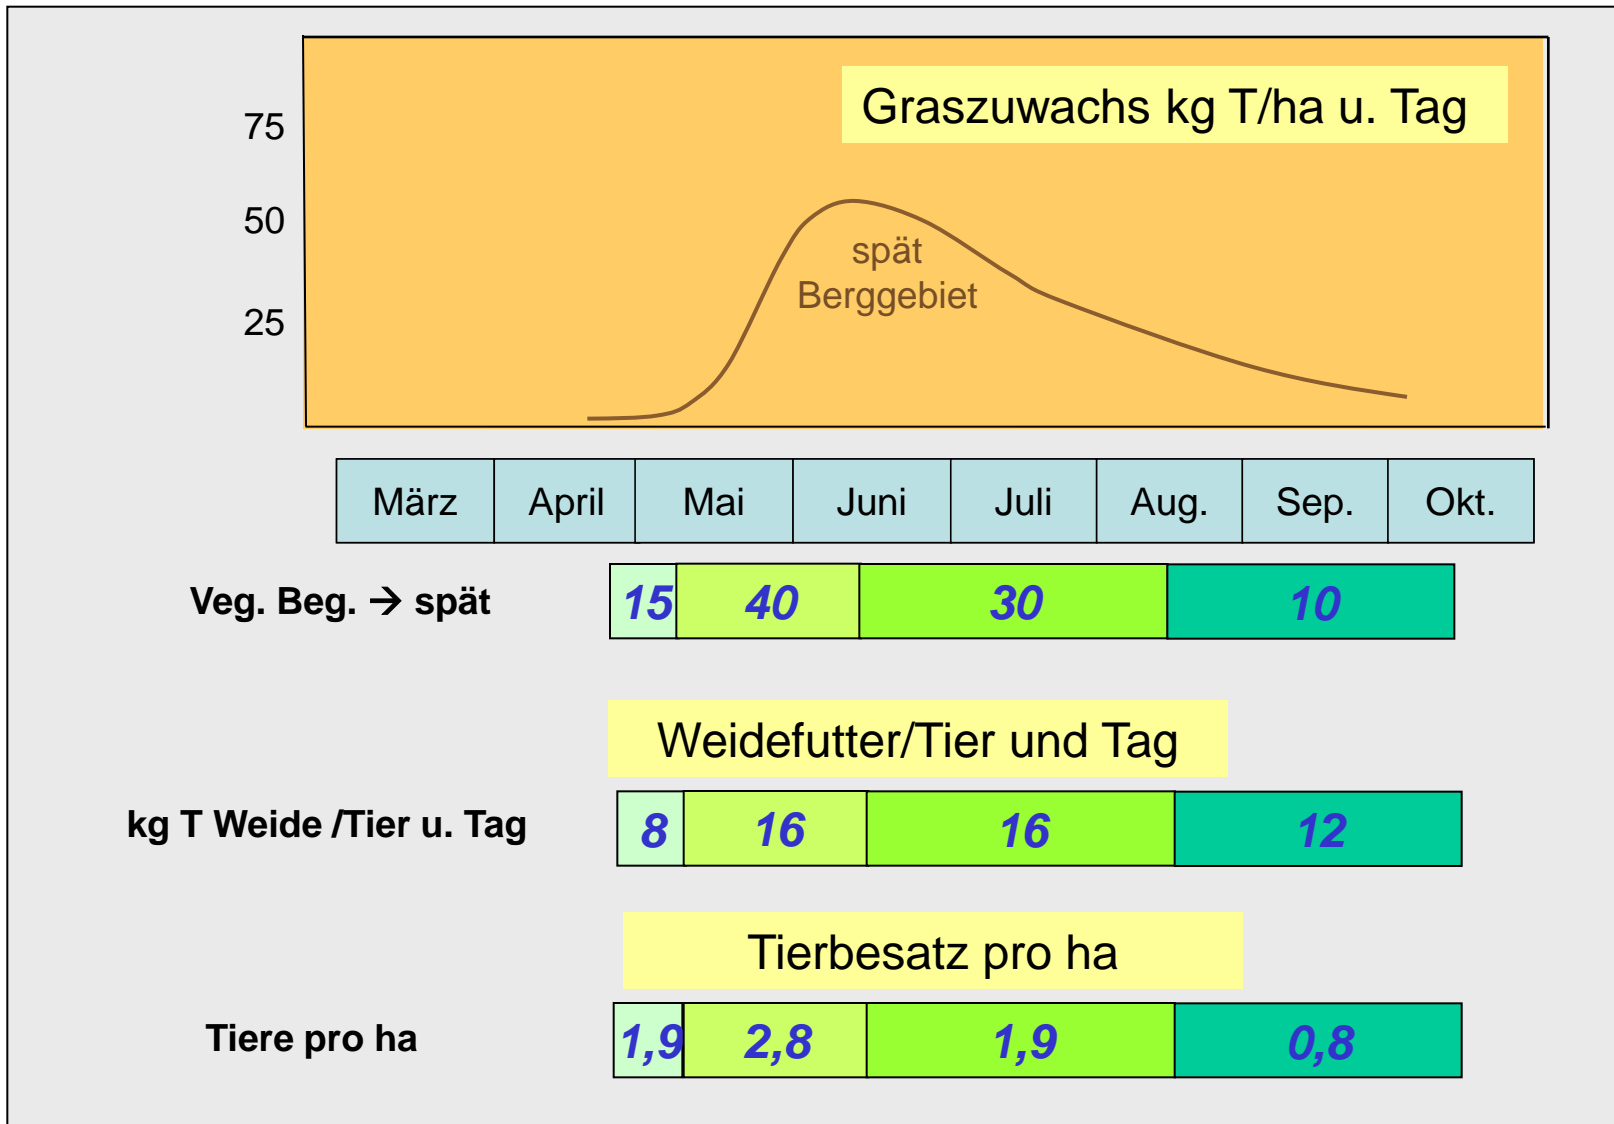 Graszuwachs kg T/ha u. Tag
75
50
25
spät
Berggebiet
März April Mai Juni Juli Aug. Sep. Okt.
Veg. Beg. → spät 15 40 30 10
Weidefutter/Tier und Tag
kg T Weide /Tier u. Tag 8 16 16 12
Tierbesatz pro ha
Tiere pro ha 1,9 2,8 1,9 0,8